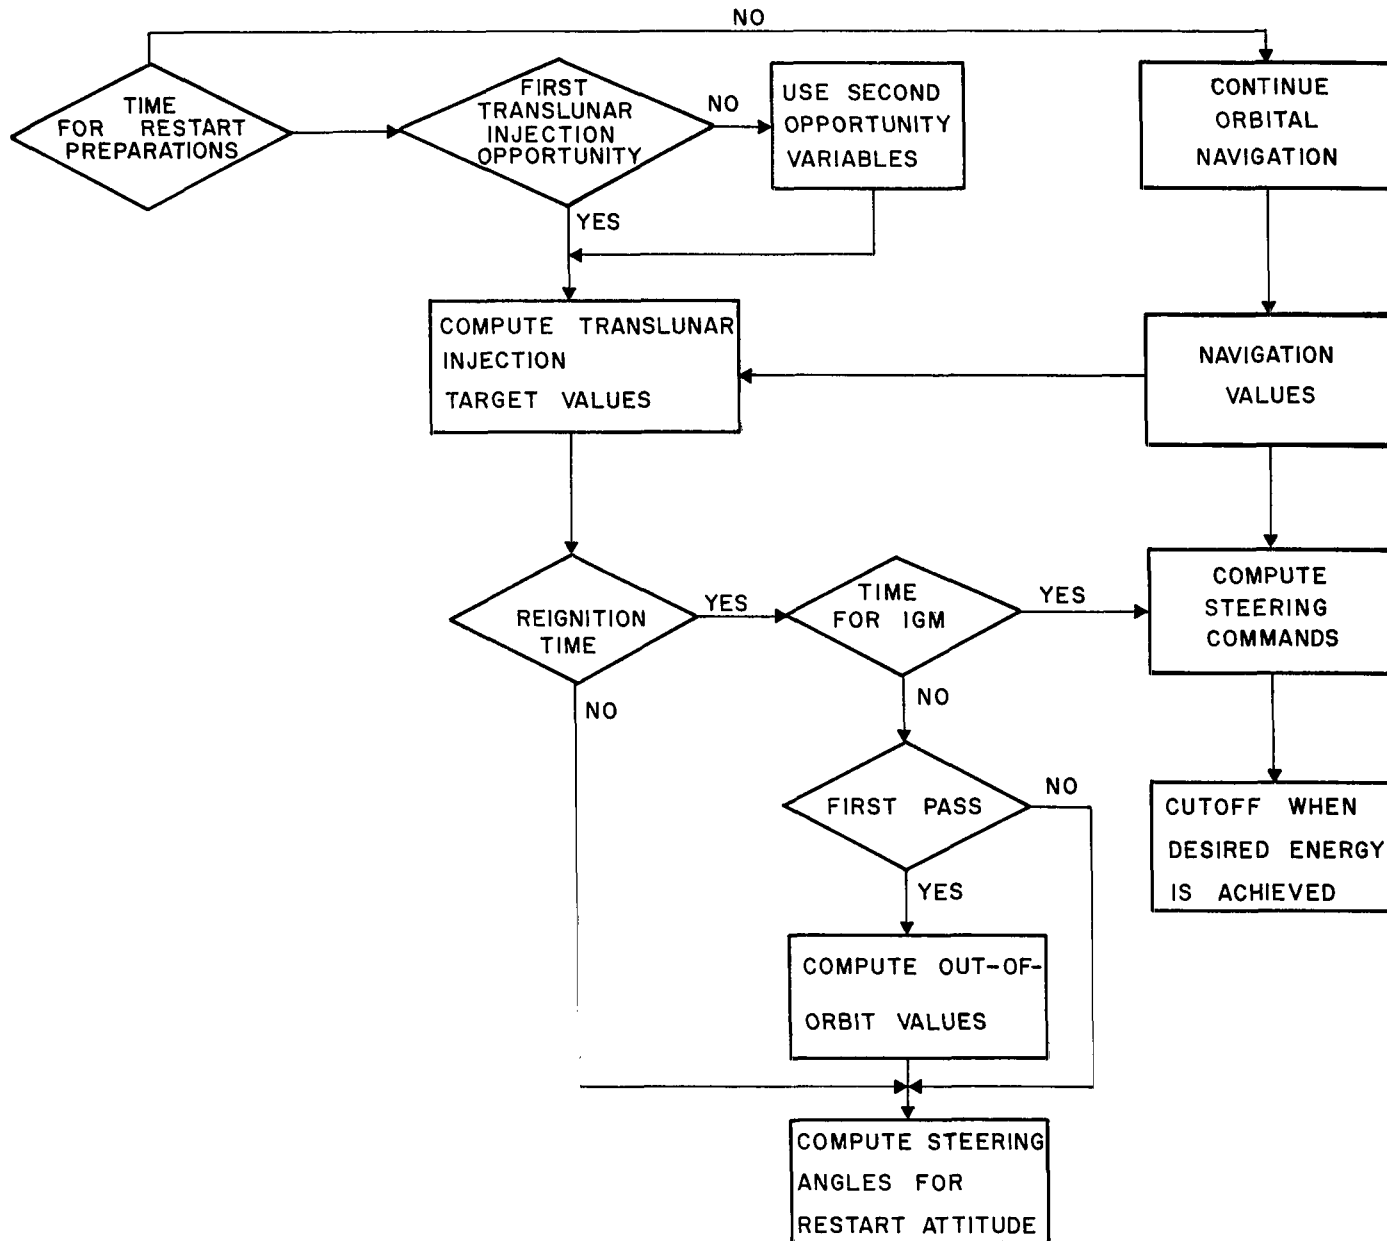 NO
TIME
FOR RESTART
PREPARATIONS
FIRST
TRANSLUNAR
INJECTION
OPPORTUNITY
NO
USE SECOND
OPPORTUNITY
VARIABLES
CONTINUE
ORBITAL
NAVIGATION
YES
COMPUTE TRANSLUNAR
INJECTION
TARGET VALUES
NAVIGATION
VALUES
REIGNITION
TIME
YES
TIME
FOR IGM
YES
COMPUTE
STEERING
COMMANDS
NO
NO
FIRST PASS
NO
CUTOFF WHEN
DESIRED ENERGY
IS ACHIEVED
YES
COMPUTE OUT-OF-
ORBIT VALUES
COMPUTE STEERING
ANGLES FOR
RESTART ATTITUDE